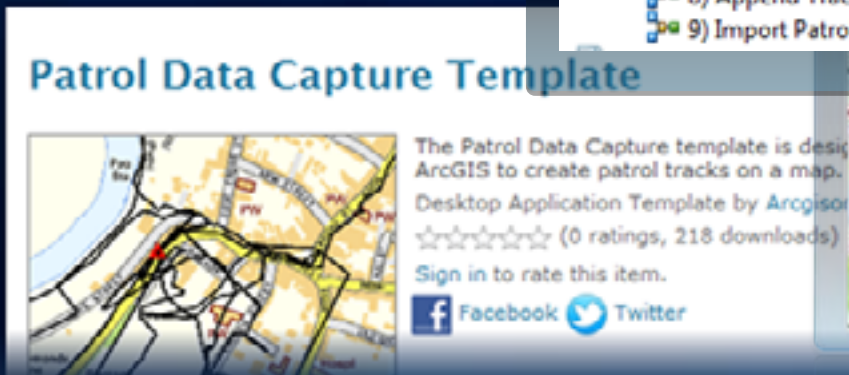 9) Import Patro
Patrol Data Capture Template
The Patrol Data Capture template is desig
ArcGIS to create patrol tracks on a map.
Desktop Application Template by Arcgison
(0 ratings, 218 downloads)
Sign in to rate this item.
Facebook Twitter